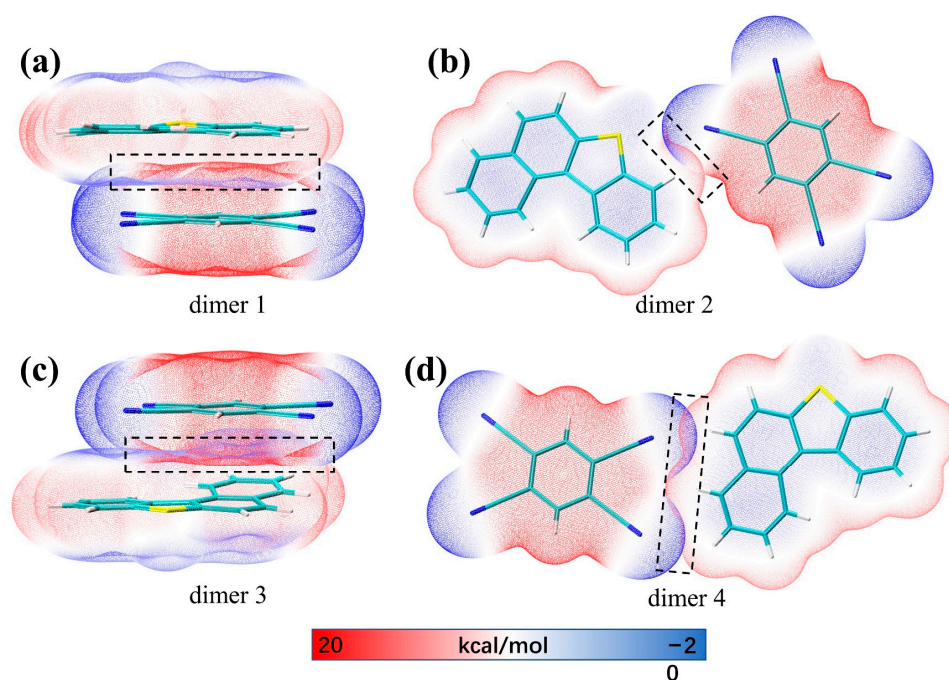 (a)
(b)
dimer 1
dimer 2
(c)
(d)
dimer 3
dimer 4
20 kcal/mol −2
0